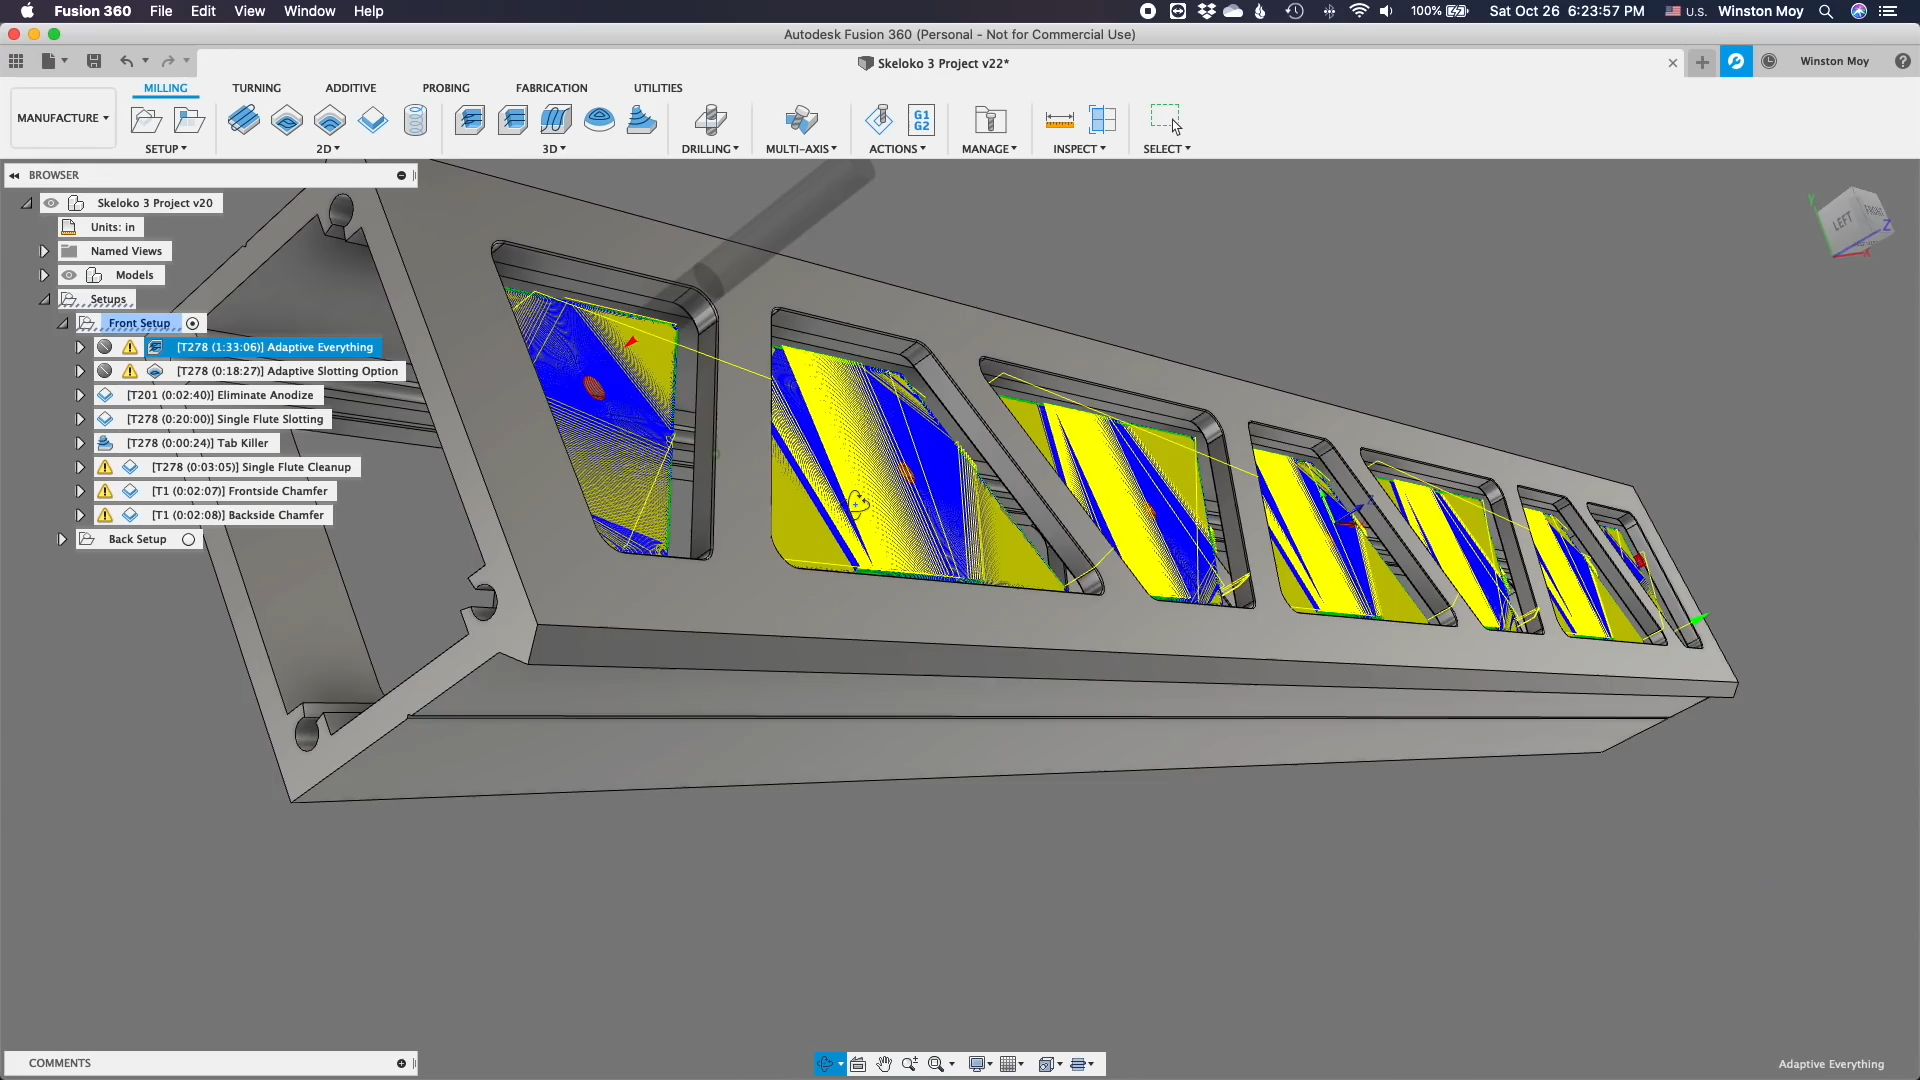 Fusion 360 File Edit View Window Help 100% Sat Oct 26 6:23:57 PM U.S. Winston Moy
Autodesk Fusion 360 (Personal - Not for Commercial Use)
Skeloko 3 Project v22* Winston Moy
MILLING TURNING ADDITIVE PROBING FABRICATION UTILITIES
MANUFACTURE
G1
G2
SETUP 2D 3D DRILLING MULTI-AXIS ACTIONS MANAGE INSPECT SELECT
BROWSER
Skeloko 3 Project v20
Units: in
Named Views
Models
Setups
Front Setup
[T278 (1:33:06)] Adaptive Everything
[T278 (0:18:27)] Adaptive Slotting Option
[T201 (0:02:40)] Eliminate Anodize
[T278 (0:20:00)] Single Flute Slotting
[T278 (0:00:24)] Tab Killer
[T278 (0:03:05)] Single Flute Cleanup
[T1 (0:02:07)] Frontside Chamfer
[T1 (0:02:08)] Backside Chamfer
Back Setup
Y LEFT FRONT Z X
COMMENTS
Adaptive Everything